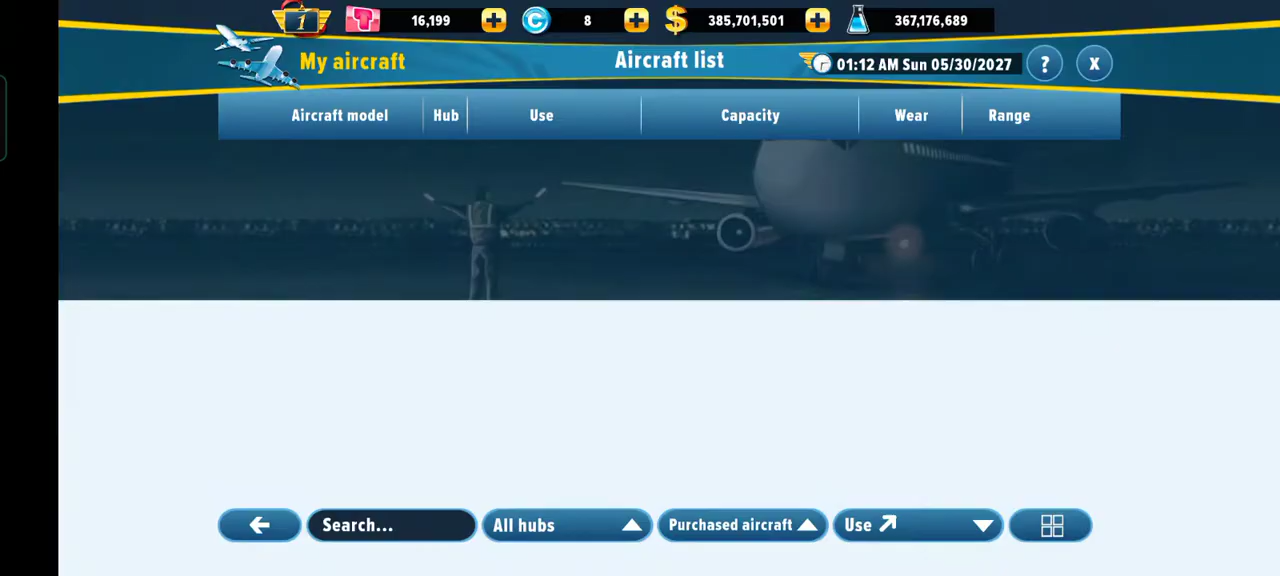 1 16,199 8 385,701,501 367,176,689
My aircraft Aircraft list 01:12 AM Sun 05/30/2027 ? X
Aircraft model Hub Use Capacity Wear Range
Search... All hubs Purchased aircraft Use